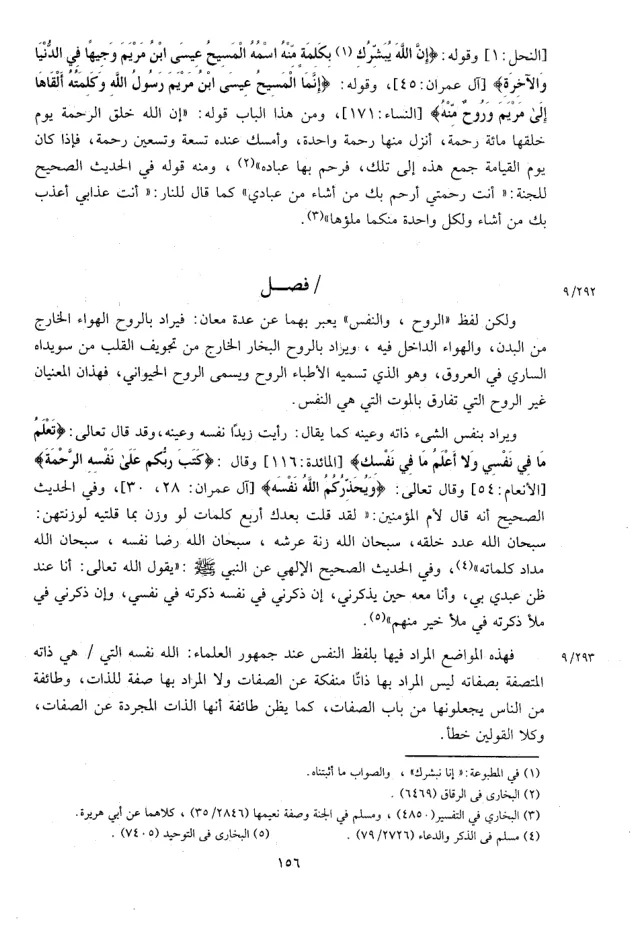 [النحل:١] وقوله: ﴿إِنَّ اللَّهَ يُبَشِّرُكِ (١) بِكَلِمَةٍ مِّنْهُ اسْمُهُ الْمَسِيحُ عِيسَى ابْنُ مَرْيَمَ وَجِيهًا فِي الدُّنْيَا
وَالآخِرَةِ﴾ [آل عمران:٤٥]، وقوله: ﴿إِنَّمَا الْمَسِيحُ عِيسَى ابْنُ مَرْيَمَ رَسُولُ اللَّهِ وَكَلِمَتُهُ أَلْقَاهَا
إِلَىٰ مَرْيَمَ وَرُوحٌ مِّنْهُ﴾ [النساء:١٧١]، ومن هذا الباب قوله: «إن الله خلق الرحمة يوم
خلقها مائة رحمة، أنزل منها رحمة واحدة، وأمسك عنده تسعة وتسعين رحمة، فإذا كان
يوم القيامة جمع هذه إلى تلك، فرحم بها عباده»(٢) ، ومنه قوله في الحديث الصحيح
للجنة:« أنت رحمتي أرحم بك من أشاء من عبادي» كما قال للنار:« أنت عذابي أعذب
بك من أشاء ولكل واحدة منكما ملؤها»(٣).
/ فصـــل
٩/٢٩٢
ولكن لفظ «الروح ، والنفس» يعبر بهما عن عدة معان: فيراد بالروح الهواء الخارج
من البدن، والهواء الداخل فيه ، ويراد بالروح البخار الخارج من تجويف القلب من سويداه
الساري في العروق، وهو الذي تسميه الأطباء الروح ويسمى الروح الحيواني، فهذان المعنيان
غير الروح التي تفارق بالموت التي هي النفس.
ويراد بنفس الشىء ذاته وعينه كما يقال: رأيت زيدًا نفسه وعينه، وقد قال تعالى: ﴿تَعْلَمُ
مَا فِي نَفْسِي وَلا أَعْلَمُ مَا فِي نَفْسِكَ﴾ [المائدة:١١٦] وقال : ﴿كَتَبَ رَبُّكُمْ عَلَىٰ نَفْسِهِ الرَّحْمَةَ﴾
[الأنعام:٥٤] وقال تعالى: ﴿وَيُحَذِّرُكُمُ اللَّهُ نَفْسَهُ﴾ [آل عمران: ٢٨، ٣٠]، وفي الحديث
الصحيح أنه قال لأم المؤمنين:« لقد قلت بعدك أربع كلمات لو وزن بما قلتيه لوزنتهن:
سبحان الله عدد خلقه، سبحان الله زنة عرشه ، سبحان الله رضا نفسه ، سبحان الله
مداد كلماته»(٤)، وفي الحديث الصحيح الإلهي عن النبي ﷺ :«يقول الله تعالى: أنا عند
ظن عبدي بي، وأنا معه حين يذكرني، إن ذكرني في نفسه ذكرته في نفسي، وإن ذكرني في
ملأ ذكرته في ملأ خير منهم»(٥).
فهذه المواضع المراد فيها بلفظ النفس عند جمهور العلماء: الله نفسه التي / هي ذاته
٩/٢٩٣
المتصفة بصفاته ليس المراد بها ذاتًا منفكة عن الصفات ولا المراد بها صفة للذات، وطائفة
من الناس يجعلونها من باب الصفات، كما يظن طائفة أنها الذات المجردة عن الصفات،
وكلا القولين خطأ.
(١) في المطبوعة:« إنا نبشرك» ، والصواب ما أثبتناه.
(٢) البخارى فى الرقاق (٦٤٦٩) .
(٣) البخاري في التفسير(٤٨٥٠) ، ومسلم في الجنة وصفة نعيمها (٣٥/٢٨٤٦) ، كلاهما عن أبي هريرة.
(٤) مسلم في الذكر والدعاء (٧٩/٢٧٢٦) . (٥) البخارى فى التوحيد (٧٤٠٥) .
١٥٦